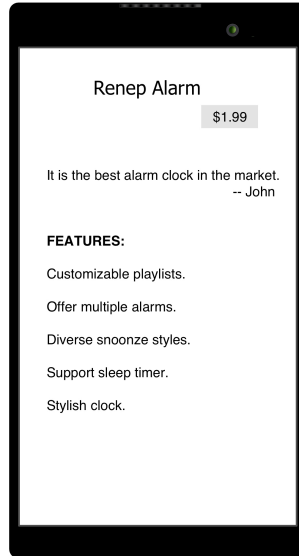 Renep Alarm
$1.99
It is the best alarm clock in the market.
-- John
FEATURES:
Customizable playlists.
Offer multiple alarms.
Diverse snoonze styles.
Support sleep timer.
Stylish clock.